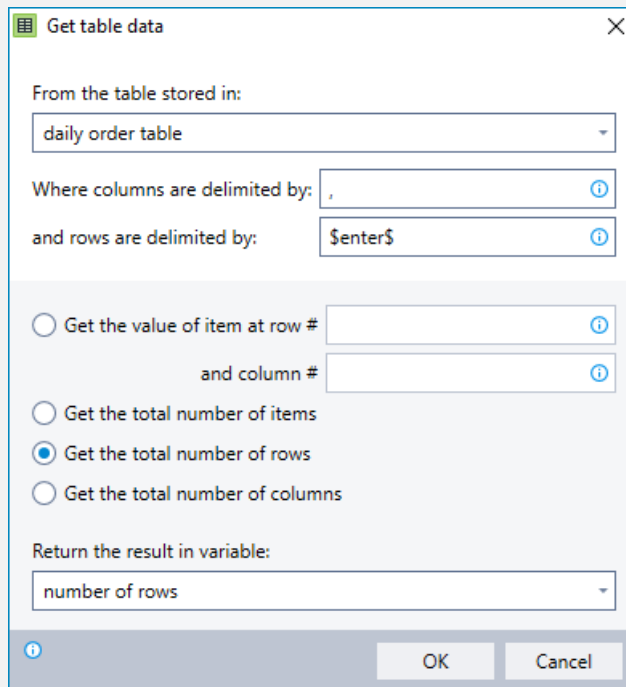 Get table data
From the table stored in:
daily order table
Where columns are delimited by: ,
and rows are delimited by: $enter$
Get the value of item at row #
and column #
Get the total number of items
Get the total number of rows
Get the total number of columns
Return the result in variable:
number of rows
OK Cancel